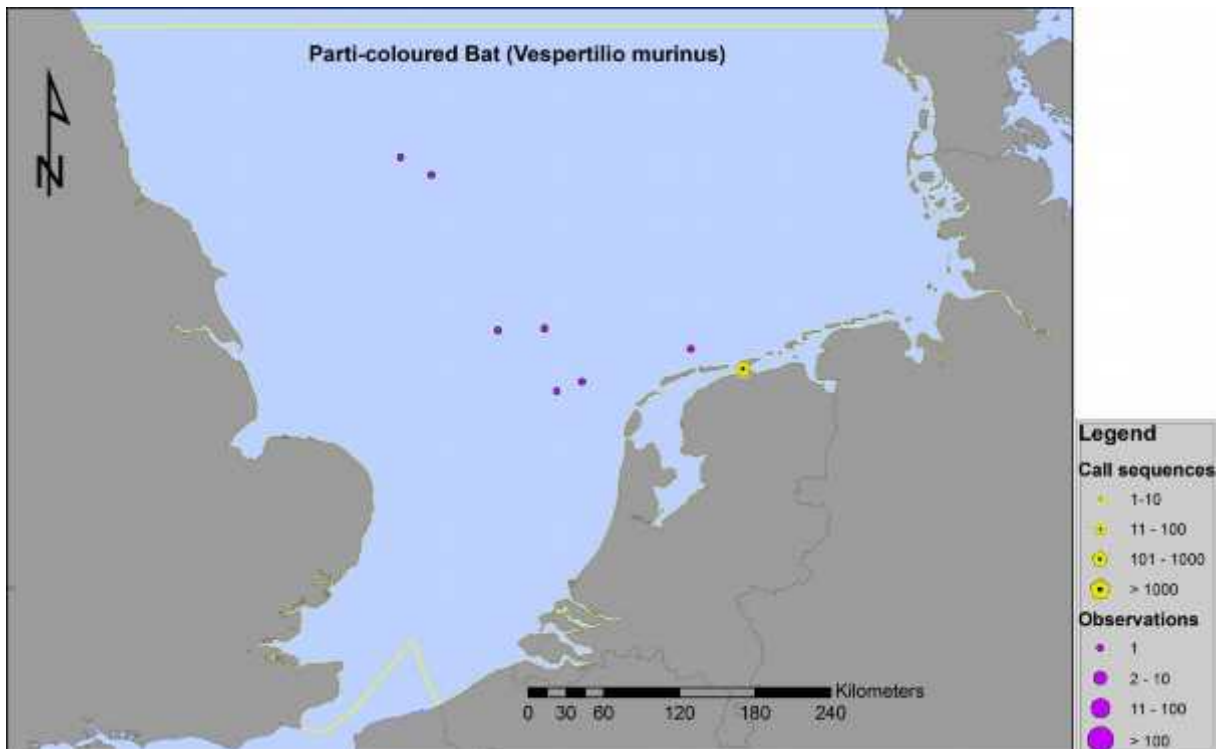 Parti-coloured Bat (Vespertilio murinus)
N
Kilometers
0 30 60 120 180 240
Legend
Call sequences
1-10
11 - 100
101 - 1000
> 1000
Observations
1
2 - 10
11 - 100
> 100